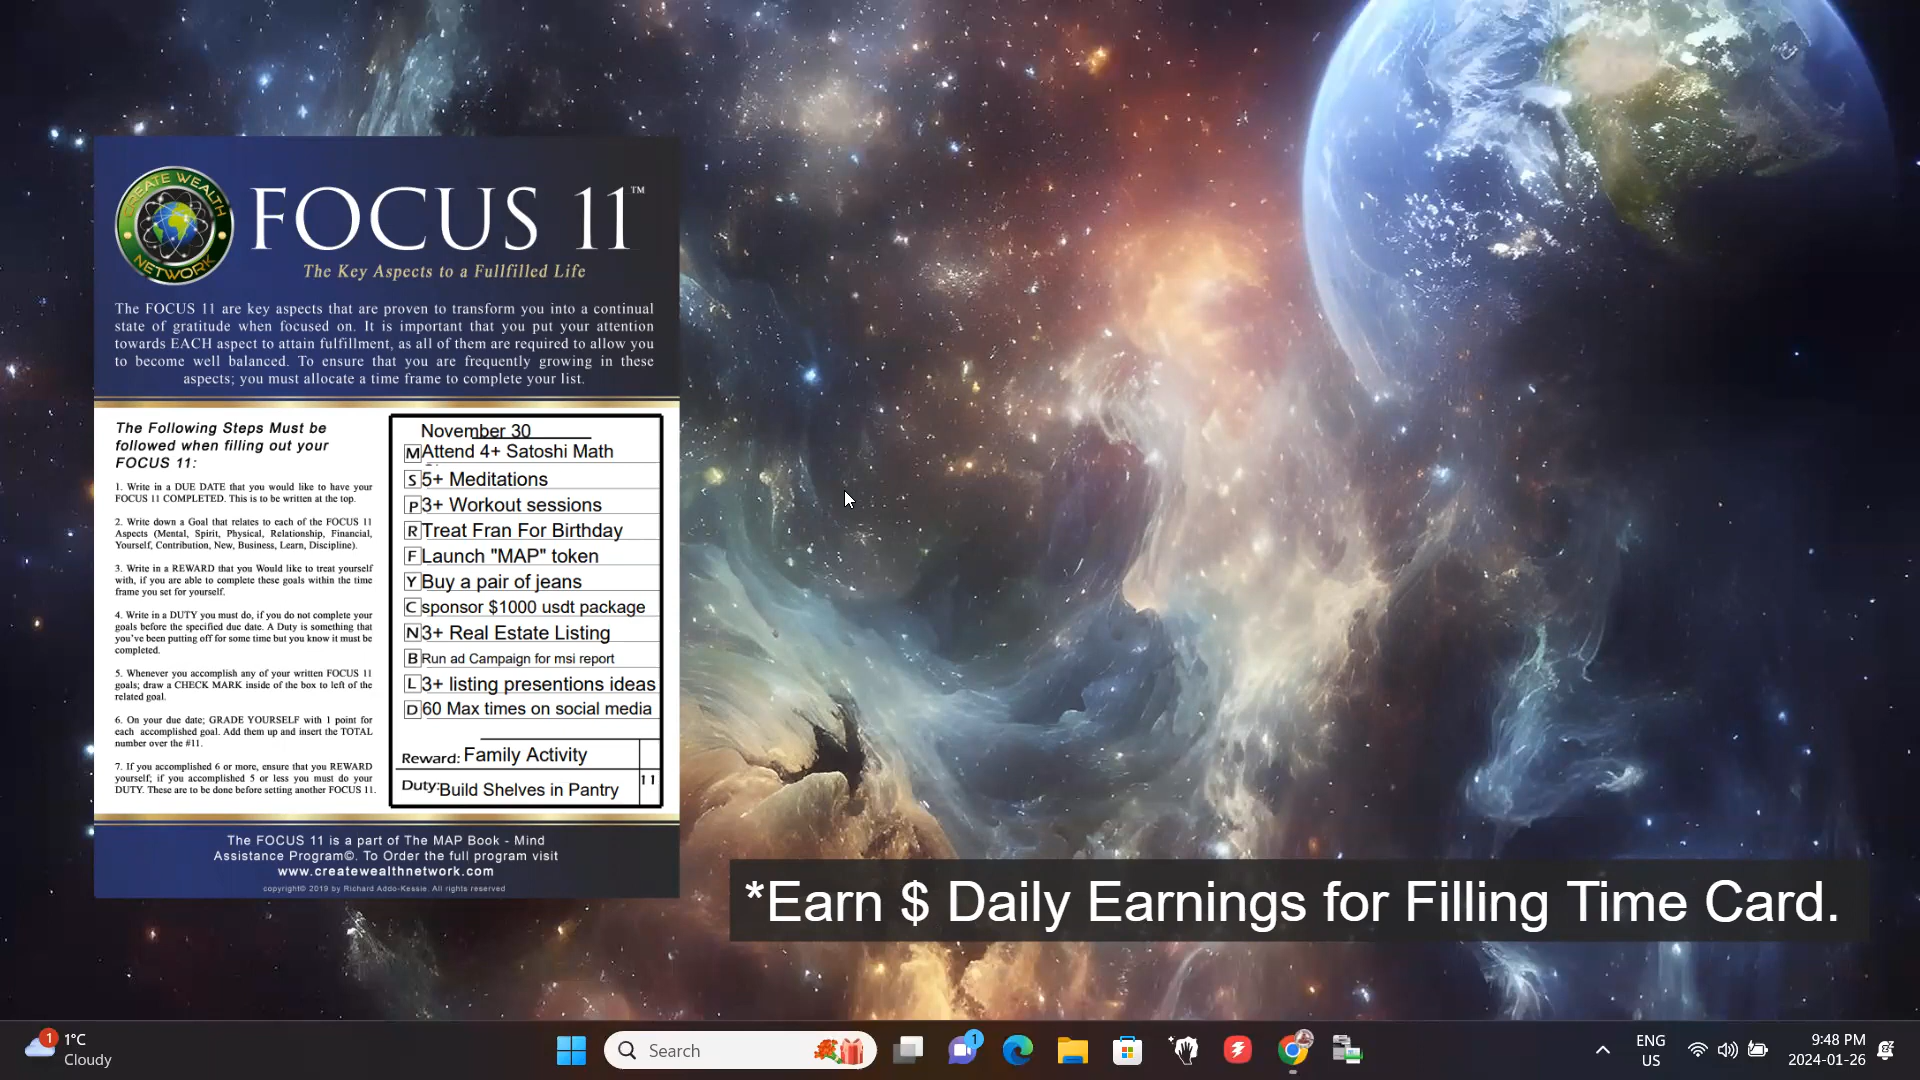 CREATE WEALTH
NETWORK
FOCUS 11™
The Key Aspects to a Fullfilled Life
The FOCUS 11 are key aspects that are proven to transform you into a continual
state of gratitude when focused on. It is important that you put your attention
towards EACH aspect to attain fulfillment, as all of them are required to allow you
to become well balanced. To ensure that you are frequently growing in these
aspects; you must allocate a time frame to complete your list.
The Following Steps Must be
followed when filling out your
FOCUS 11:
1. Write in a DUE DATE that you would like to have your
FOCUS 11 COMPLETED. This is to be written at the top.
2. Write down a Goal that relates to each of the FOCUS 11
Aspects (Mental, Spirit, Physical, Relationship, Financial,
Yourself, Contribution, New, Business, Learn, Discipline).
3. Write in a REWARD that you Would like to treat yourself
with, if you are able to complete these goals within the time
frame you set for yourself.
4. Write in a DUTY you must do, if you do not complete your
goals before the specified due date. A Duty is something that
you've been putting off for some time but you know it must be
completed.
5. Whenever you accomplish any of your written FOCUS 11
goals; draw a CHECK MARK inside of the box to left of the
related goal.
6. On your due date; GRADE YOURSELF with 1 point for
each accomplished goal. Add them up and insert the TOTAL
number over the #11.
7. If you accomplished 6 or more, ensure that you REWARD
yourself; if you accomplished 5 or less you must do your
DUTY. These are to be done before setting another FOCUS 11.
November 30
M Attend 4+ Satoshi Math
S 5+ Meditations
P 3+ Workout sessions
R Treat Fran For Birthday
F Launch "MAP" token
Y Buy a pair of jeans
C sponsor $1000 usdt package
N 3+ Real Estate Listing
B Run ad Campaign for msi report
L 3+ listing presentions ideas
D 60 Max times on social media
Reward: Family Activity
Duty: Build Shelves in Pantry
11
The FOCUS 11 is a part of The MAP Book - Mind
Assistance Program©. To Order the full program visit
www.createwealthnetwork.com
copyright© 2019 by Richard Addo-Kessie. All rights reserved
*Earn $ Daily Earnings for Filling Time Card.
1
1°C
Cloudy
Search
1
ENG
US
9:48 PM
2024-01-26